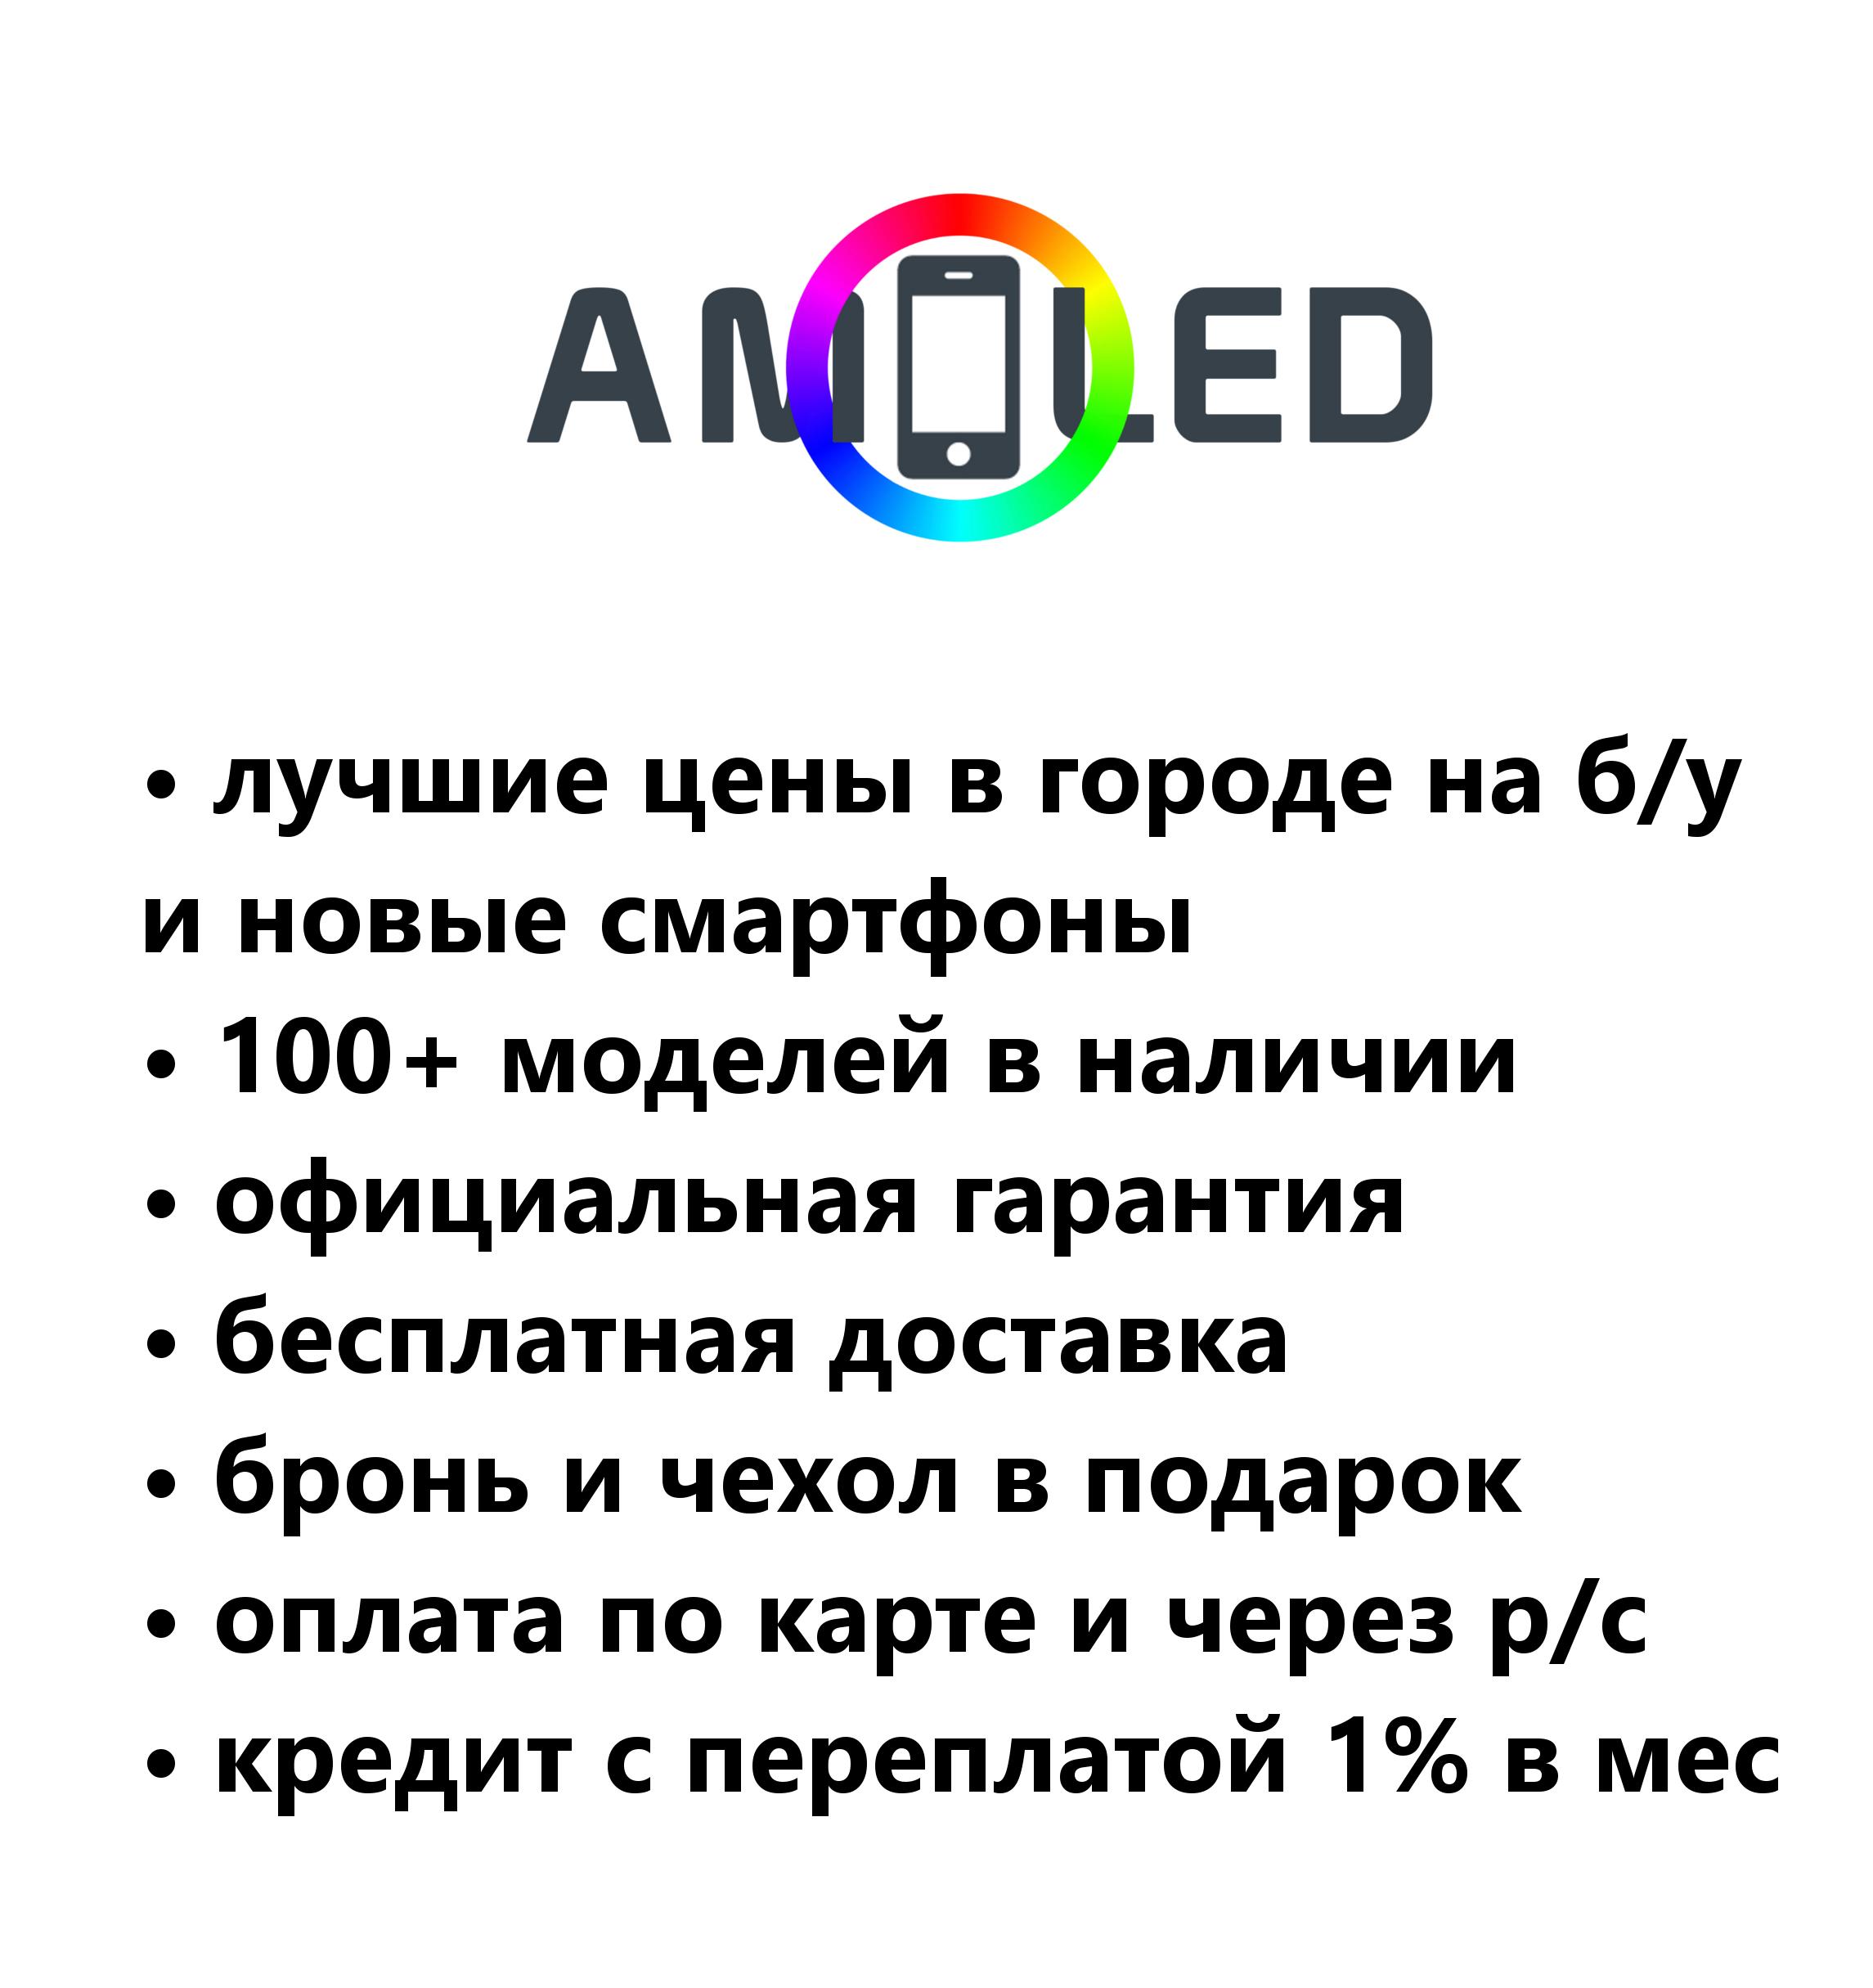 AMOLED
• лучшие цены в городе на б/у
и новые смартфоны
• 100+ моделей в наличии
• официальная гарантия
• бесплатная доставка
• бронь и чехол в подарок
• оплата по карте и через р/с
• кредит с переплатой 1% в мес